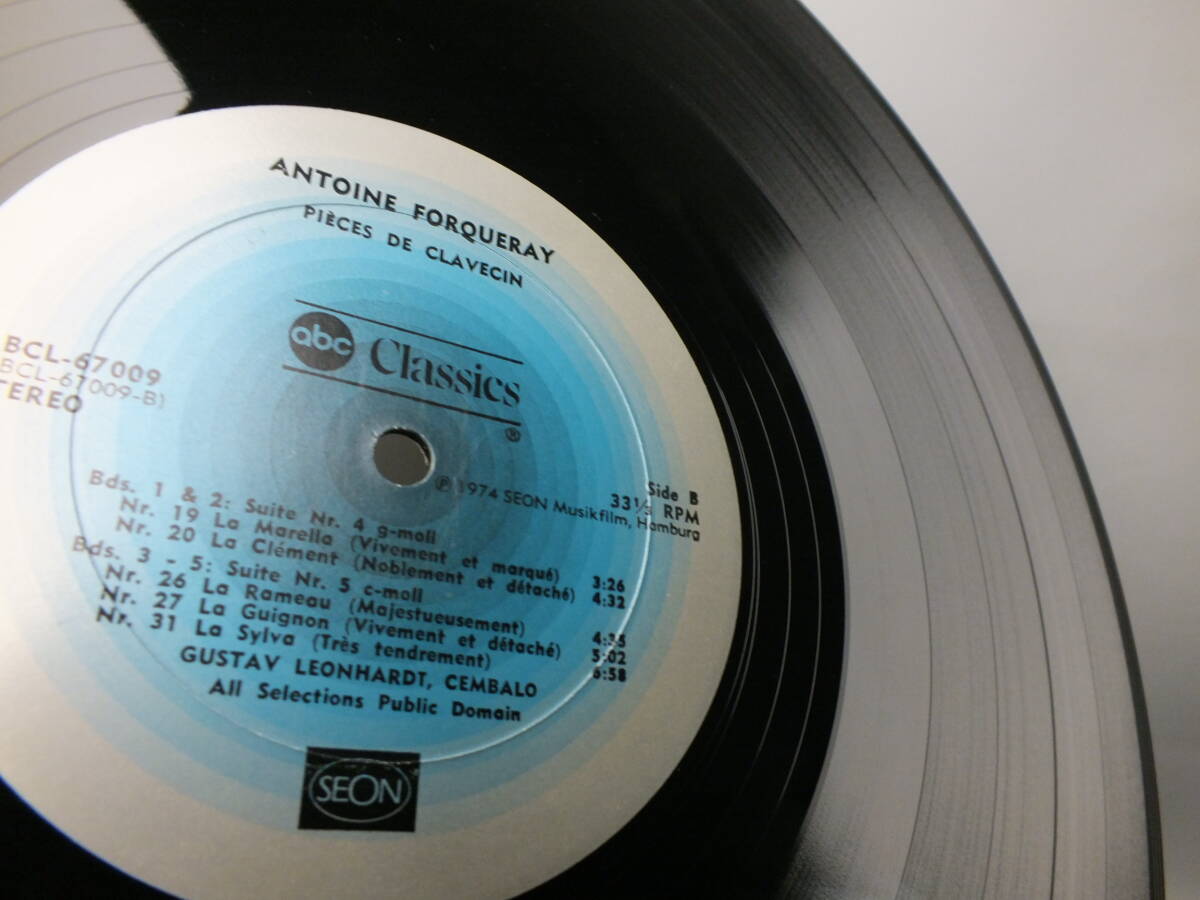 ANTOINE FORQUERAY
PIÈCES DE CLAVECIN
abc Classics
®
BCL-67009
BCL-67009-B)
TEREO
Side B
33⅓ RPM
℗ 1974 SEON Musikfilm, Hamburg
Bds. 1 & 2: Suite Nr. 4 g-moll
Nr. 19 La Marella (Vivement et marqué) 3:26
Nr. 20 La Clément (Noblement et détaché) 4:32
Bds. 3 - 5: Suite Nr. 5 c-moll
Nr. 26 La Rameau (Majestueusement) 4:35
Nr. 27 La Guignon (Vivement et détaché) 5:02
Nr. 31 La Sylva (Très tendrement) 6:58
GUSTAV LEONHARDT, CEMBALO
All Selections Public Domain
SEON